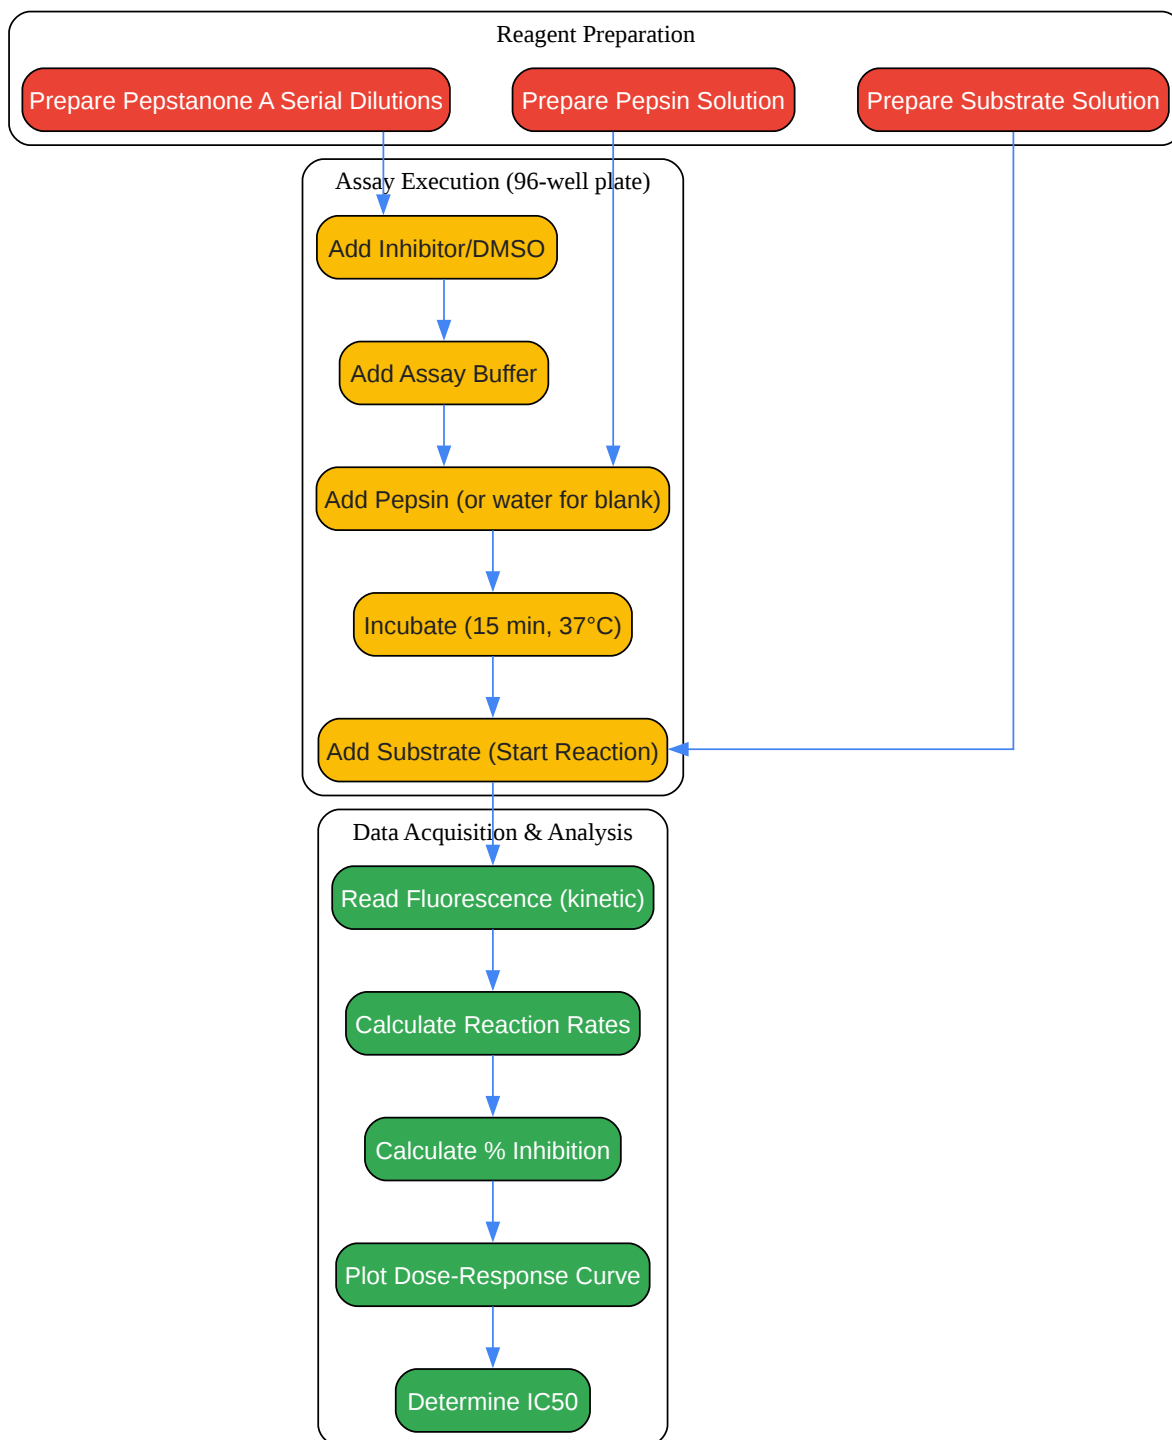 Reagent Preparation
Prepare Pepstanone A Serial Dilutions
Prepare Pepsin Solution
Prepare Substrate Solution
Assay Execution (96-well plate)
Add Inhibitor/DMSO
Add Assay Buffer
Add Pepsin (or water for blank)
Incubate (15 min, 37°C)
Add Substrate (Start Reaction)
Data Acquisition & Analysis
Read Fluorescence (kinetic)
Calculate Reaction Rates
Calculate % Inhibition
Plot Dose-Response Curve
Determine IC50